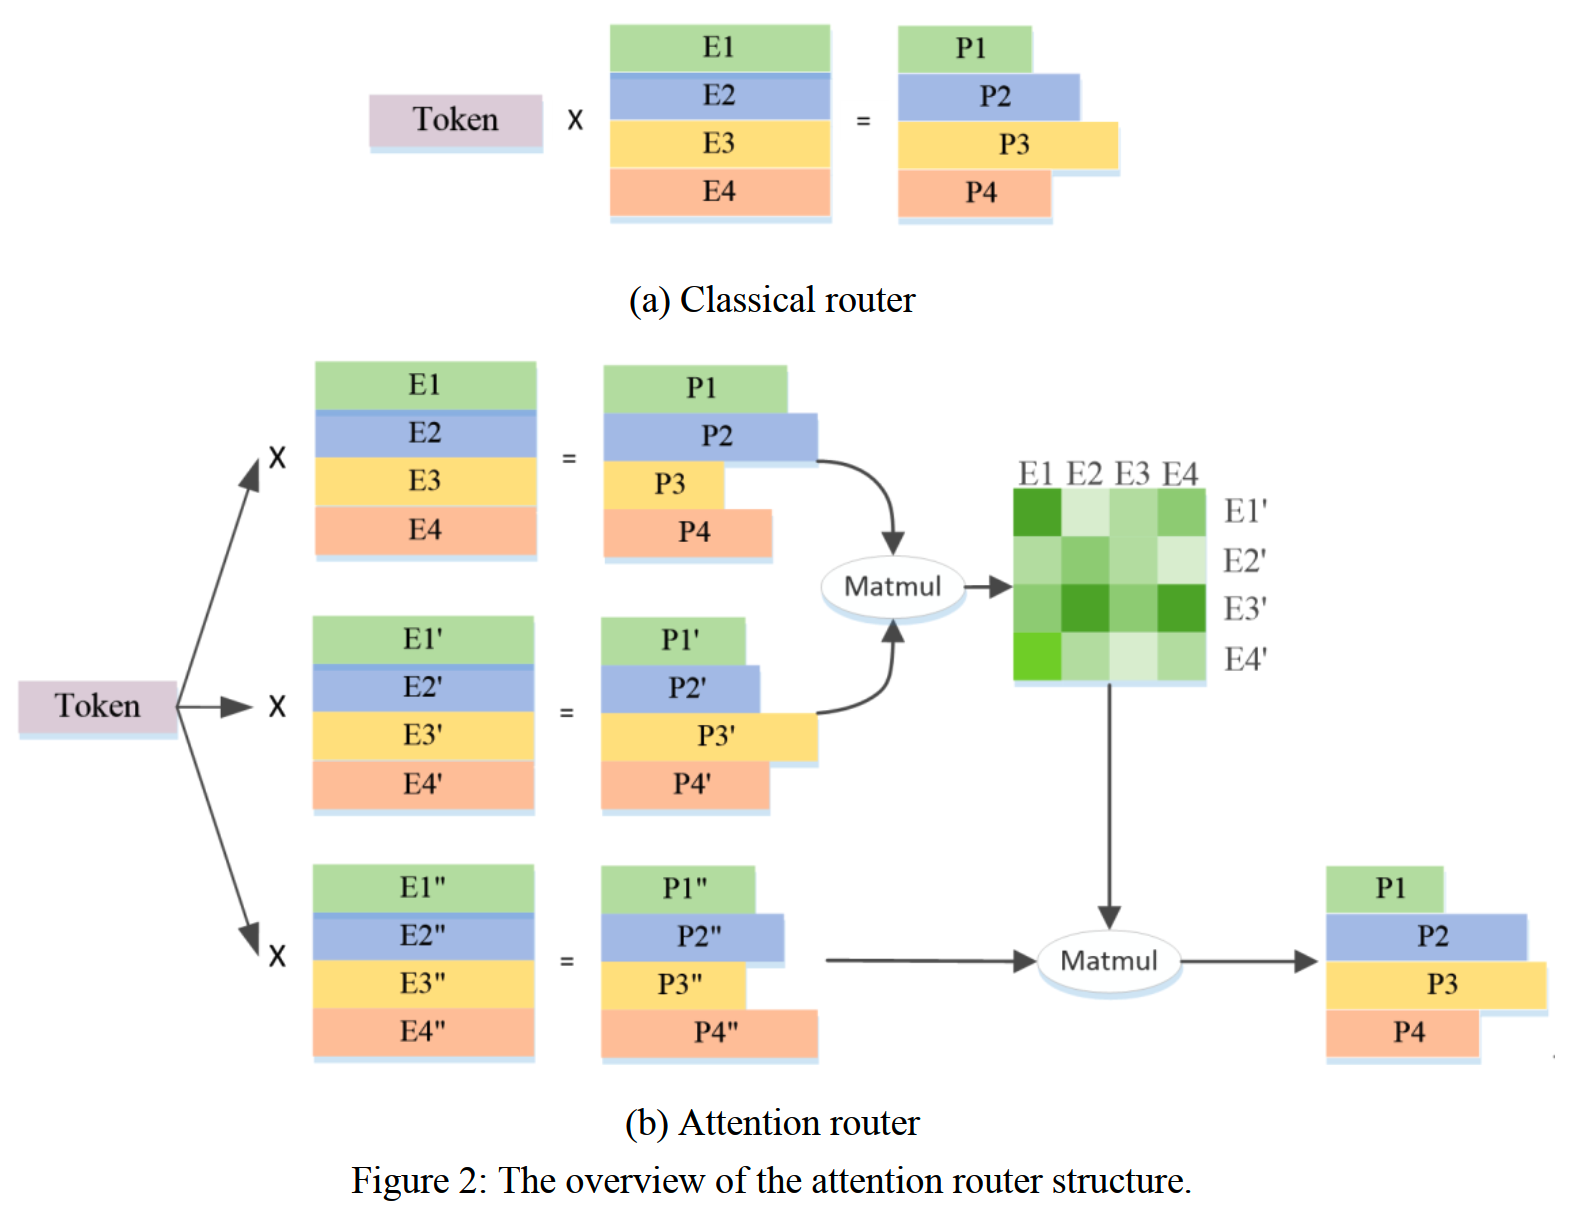 E1 P1
E2 P2
Token X E3 = P3
E4 P4
(a) Classical router
E1 P1
E2 P2
X = 
E3 P3
E4 P4
E1 E2 E3 E4
E1'
E2'
E3'
E4'
Matmul
Token
E1' P1'
E2' P2'
X =
E3' P3'
E4' P4'
E1" P1"
E2" P2"
X =
E3" P3"
E4" P4"
Matmul
P1
P2
P3
P4
(b) Attention router
Figure 2: The overview of the attention router structure.